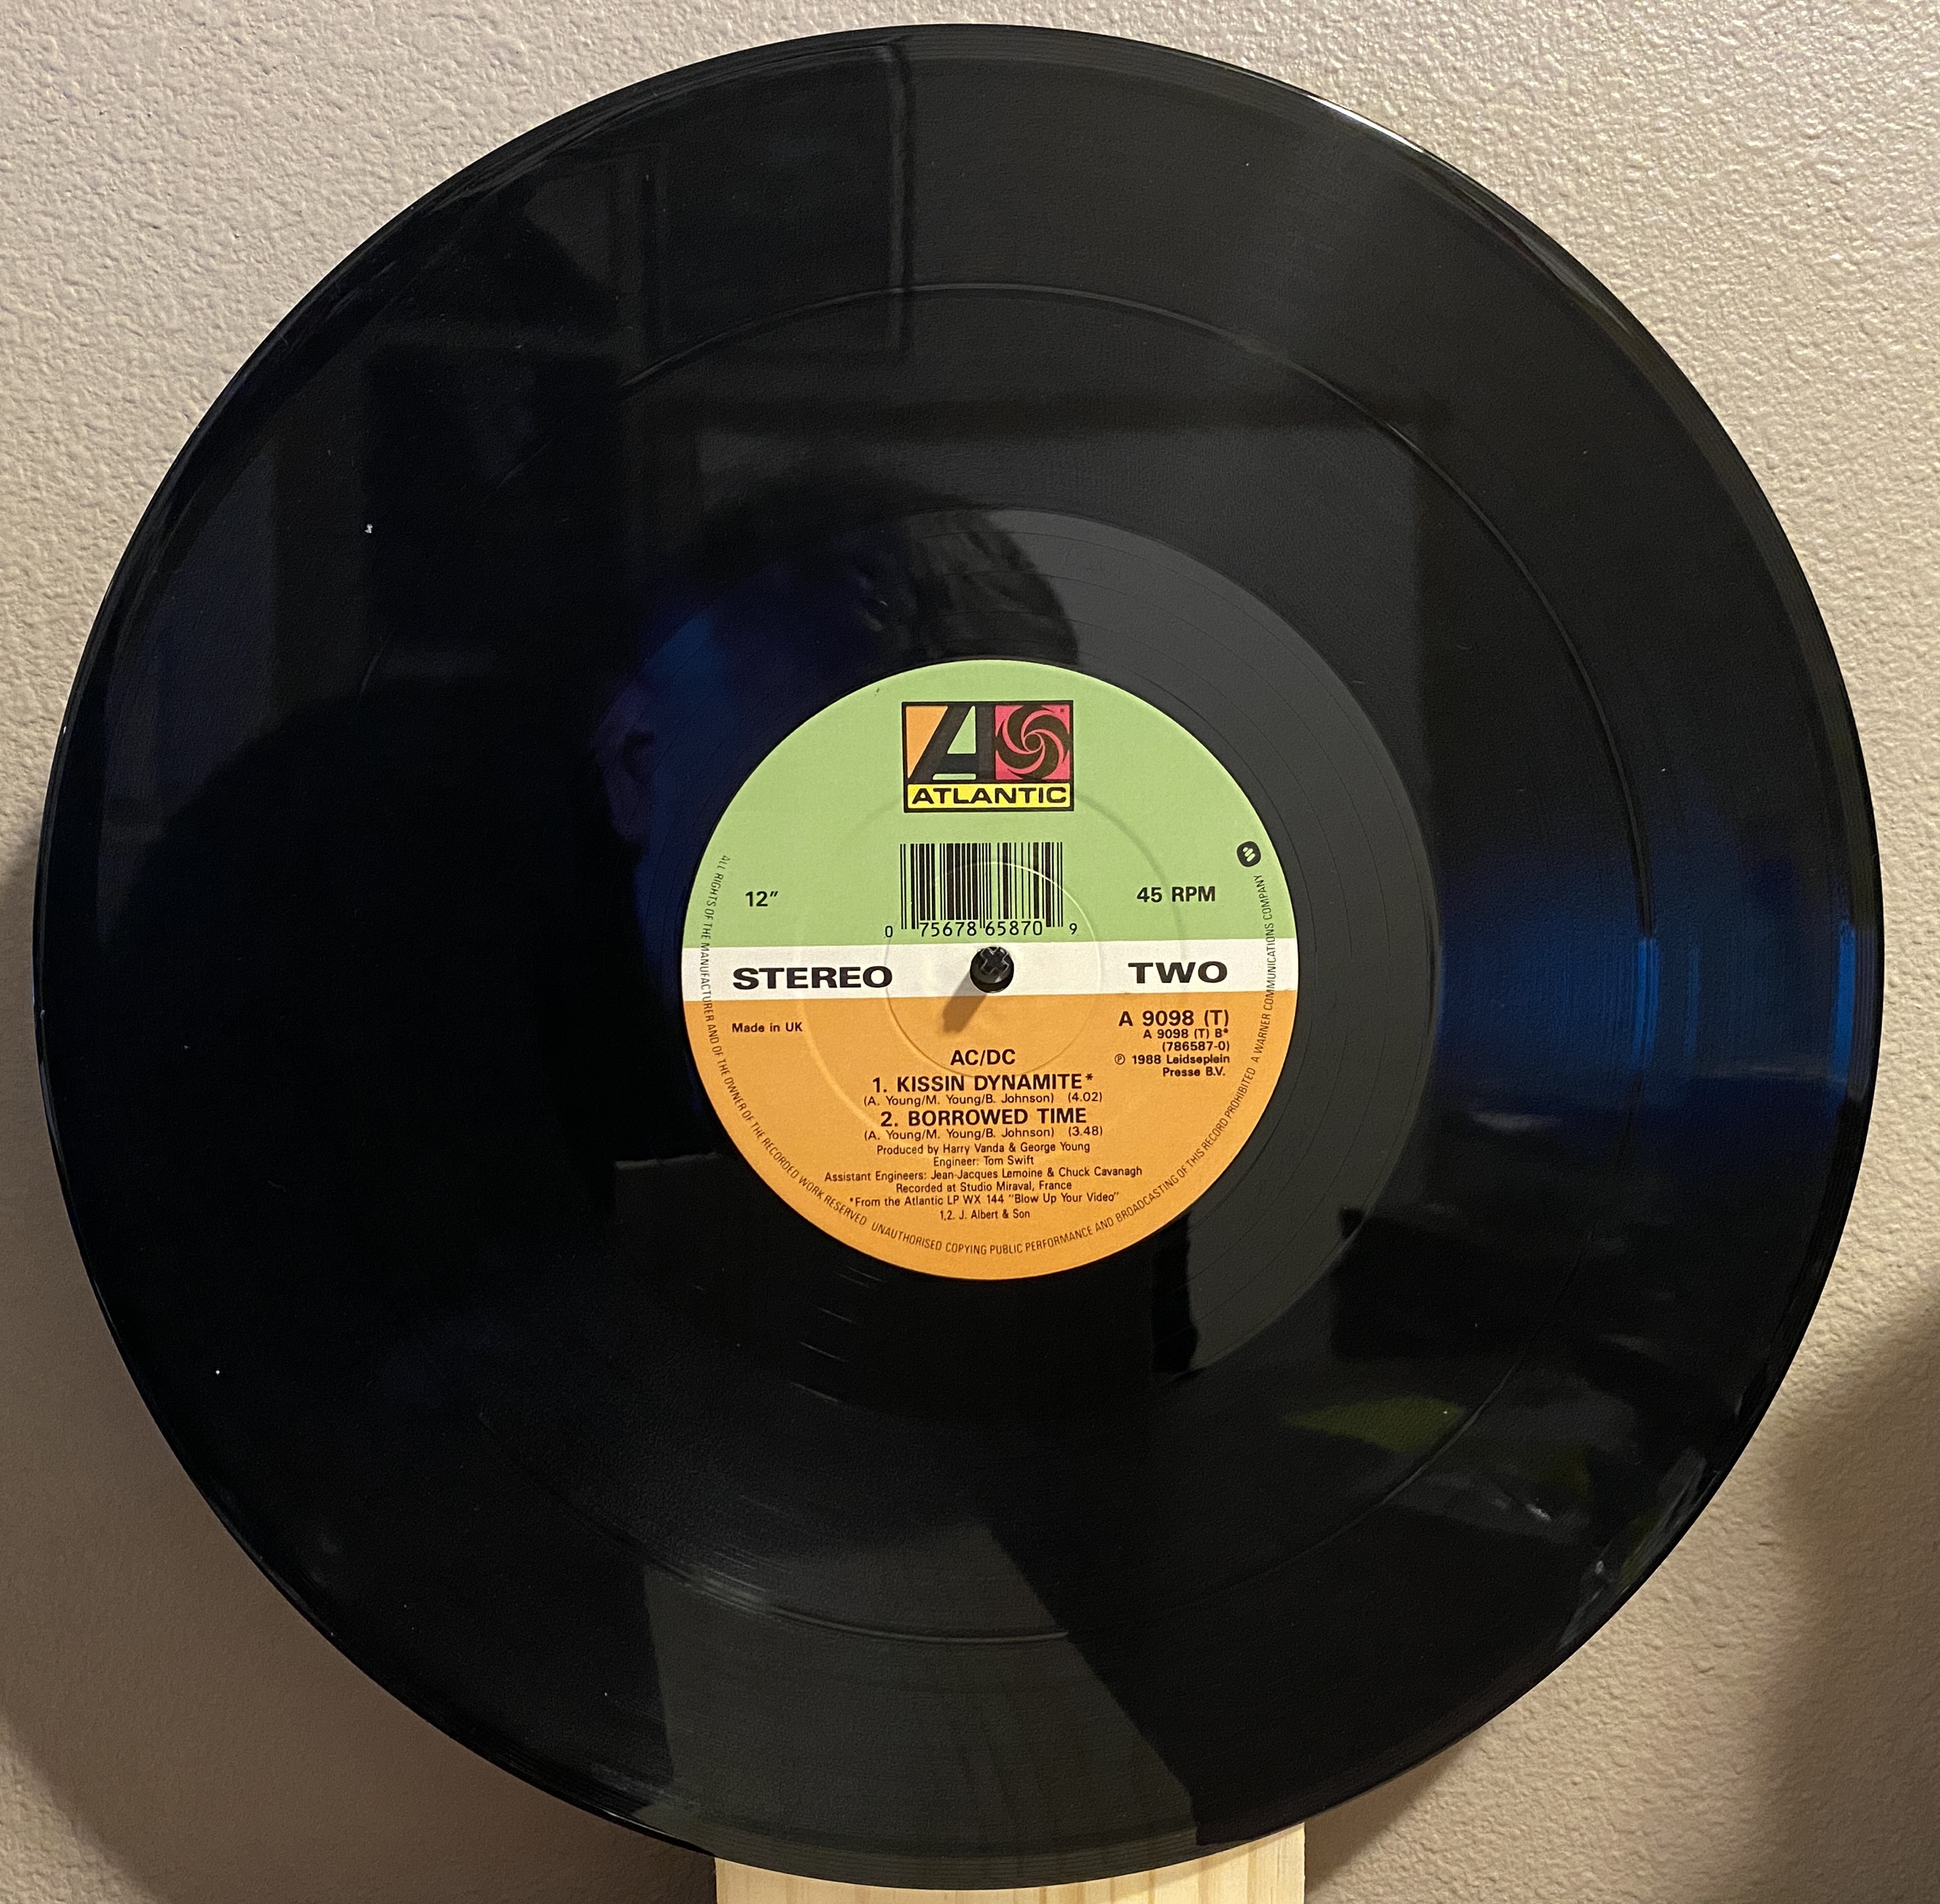 ATLANTIC
12"
45 RPM
0 75678 65870 9
STEREO
TWO
Made in UK
A 9098 (T)
A 9098 (T) B*
(786587-0)
℗ 1988 Leidseplein
Presse B.V.
AC/DC
1. KISSIN DYNAMITE*
(A. Young/M. Young/B. Johnson) (4.02)
2. BORROWED TIME
(A. Young/M. Young/B. Johnson) (3.48)
Produced by Harry Vanda & George Young
Engineer: Tom Swift
Assistant Engineers: Jean-Jacques Lemoine & Chuck Cavanagh
Recorded at Studio Miraval, France
*From the Atlantic LP WX 144 "Blow Up Your Video"
1,2. J. Albert & Son
ALL RIGHTS OF THE MANUFACTURER AND OF THE OWNER OF THE RECORDED WORK RESERVED UNAUTHORISED COPYING PUBLIC PERFORMANCE AND BROADCASTING OF THIS RECORD PROHIBITED A WARNER COMMUNICATIONS COMPANY